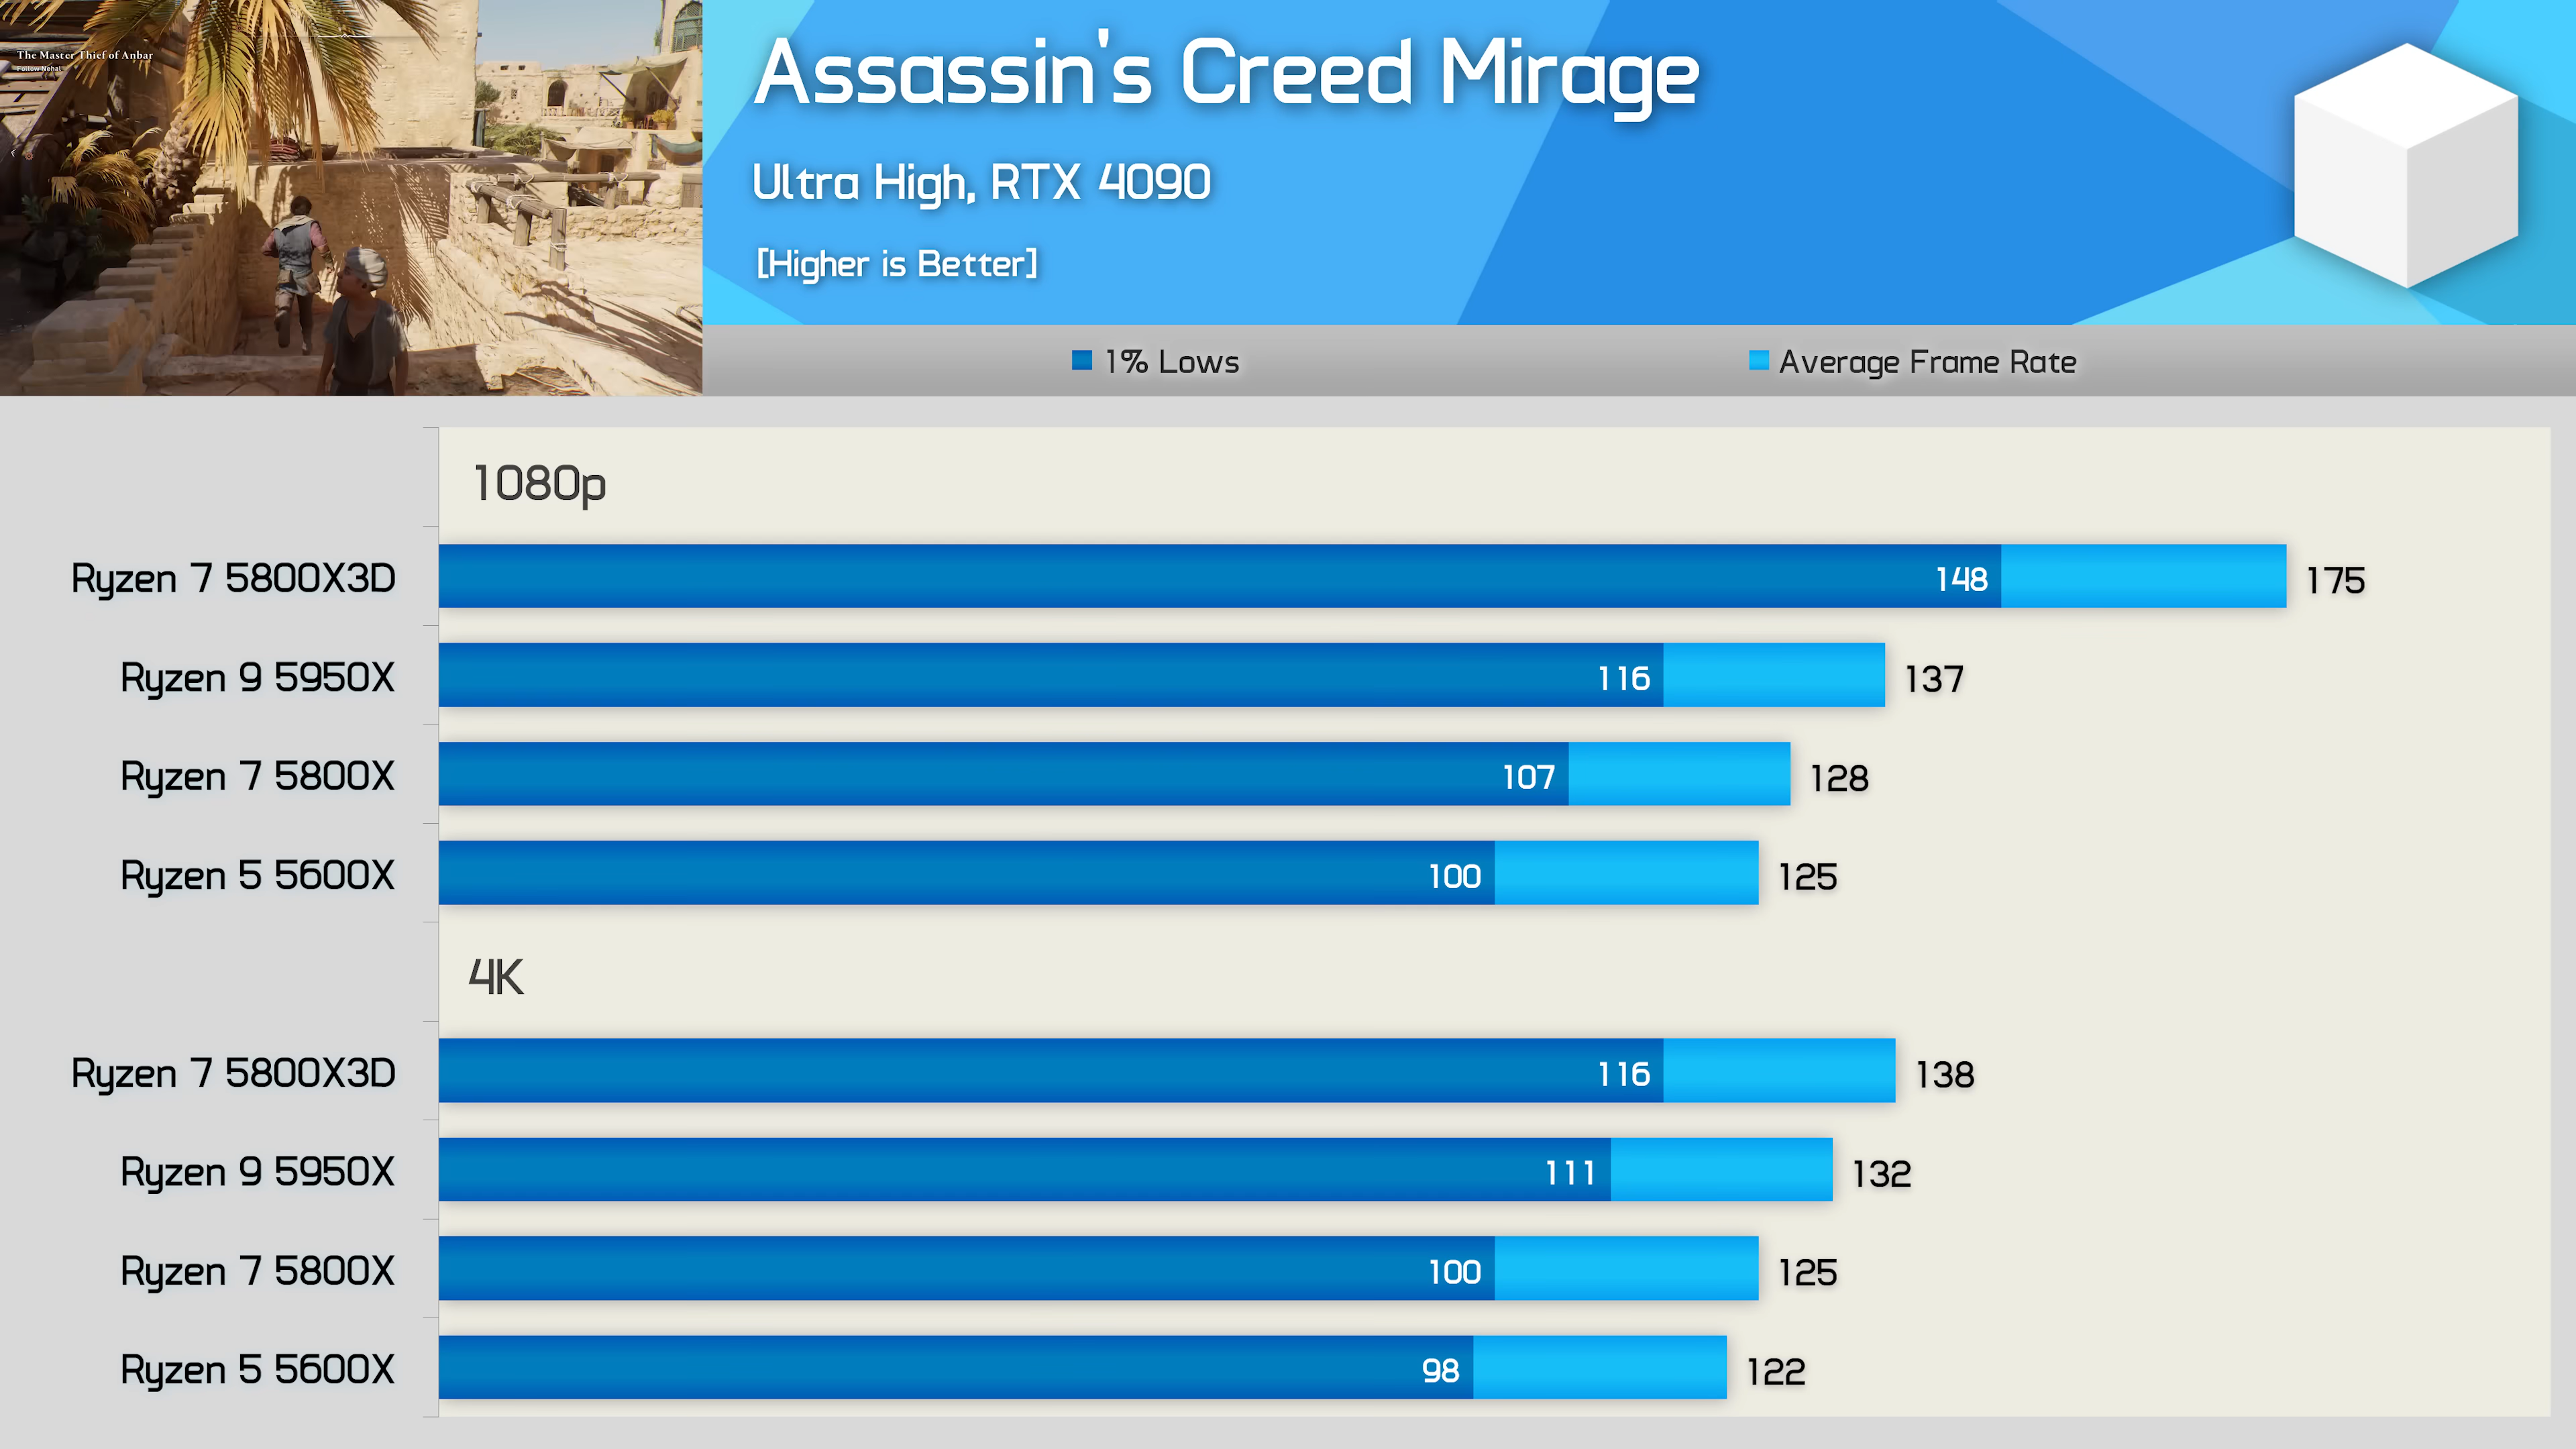 The Master Thief of Anbar
Follow Nehal
Assassin's Creed Mirage
Ultra High, RTX 4090
[Higher is Better]
1% Lows
Average Frame Rate
1080p
Ryzen 7 5800X3D 148 175
Ryzen 9 5950X 116 137
Ryzen 7 5800X 107 128
Ryzen 5 5600X 100 125
4K
Ryzen 7 5800X3D 116 138
Ryzen 9 5950X 111 132
Ryzen 7 5800X 100 125
Ryzen 5 5600X 98 122